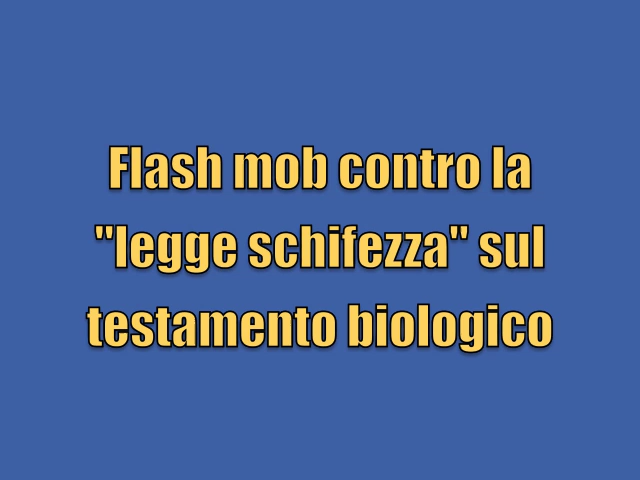 Flash mob contro la
"legge schifezza" sul
testamento biologico